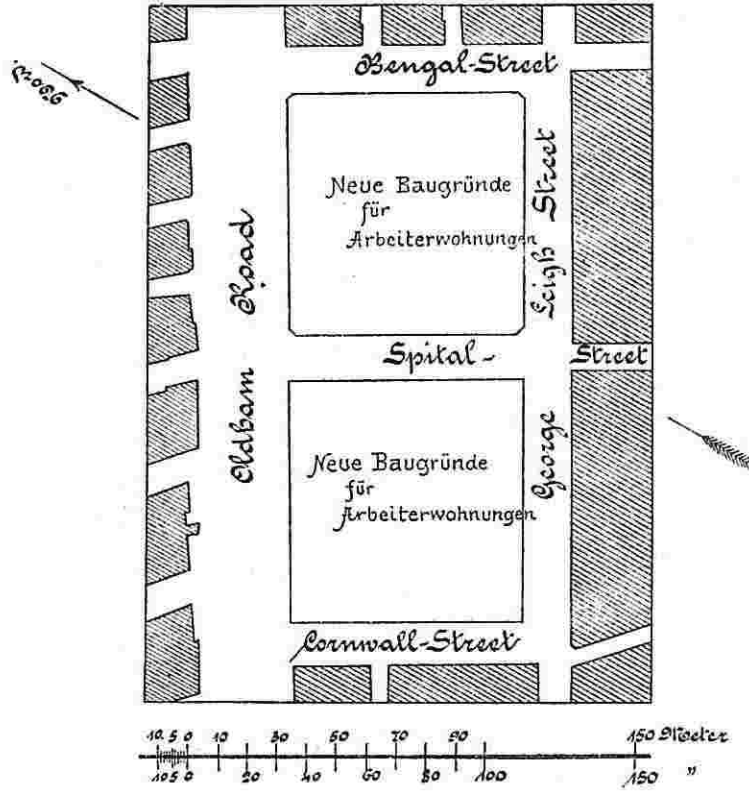 Bengal-Street
Nord.
Neue Baugründe
für
Arbeiterwohnungen
Leigh Street
Oldham Road
Spital-Street
Neue Baugründe
für
Arbeiterwohnungen
George
Cornwall-Street
10. 5 0 10 30 50 70 90 150 Meter
10 5 0 20 40 60 80 100 150 "